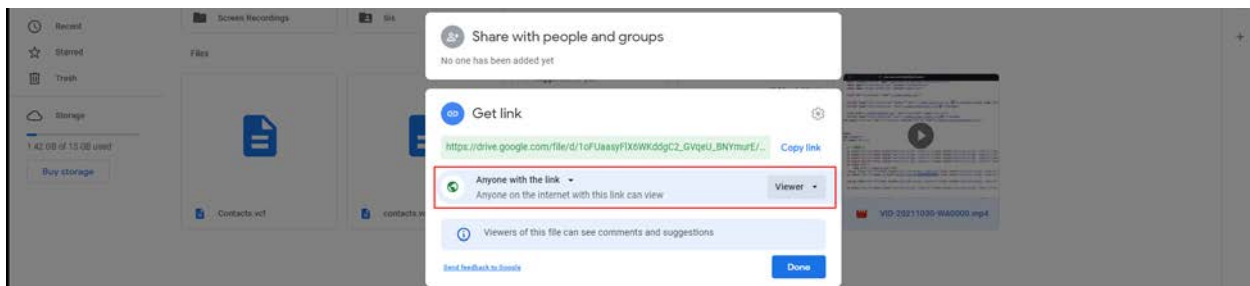 Recent
Starred
Trash
Storage
1.42 GB of 15 GB used
Buy storage
Screen Recordings
Sis
Files
Contacts.vcf
contacts.v
VID-20211030-WA0000.mp4
Share with people and groups
No one has been added yet
Get link
https://drive.google.com/file/d/1oFUaasyFlX6WKddgC2_GVqeU_BNYmurE/...
Copy link
Anyone with the link
Anyone on the internet with this link can view
Viewer
Viewers of this file can see comments and suggestions
Send feedback to Google
Done